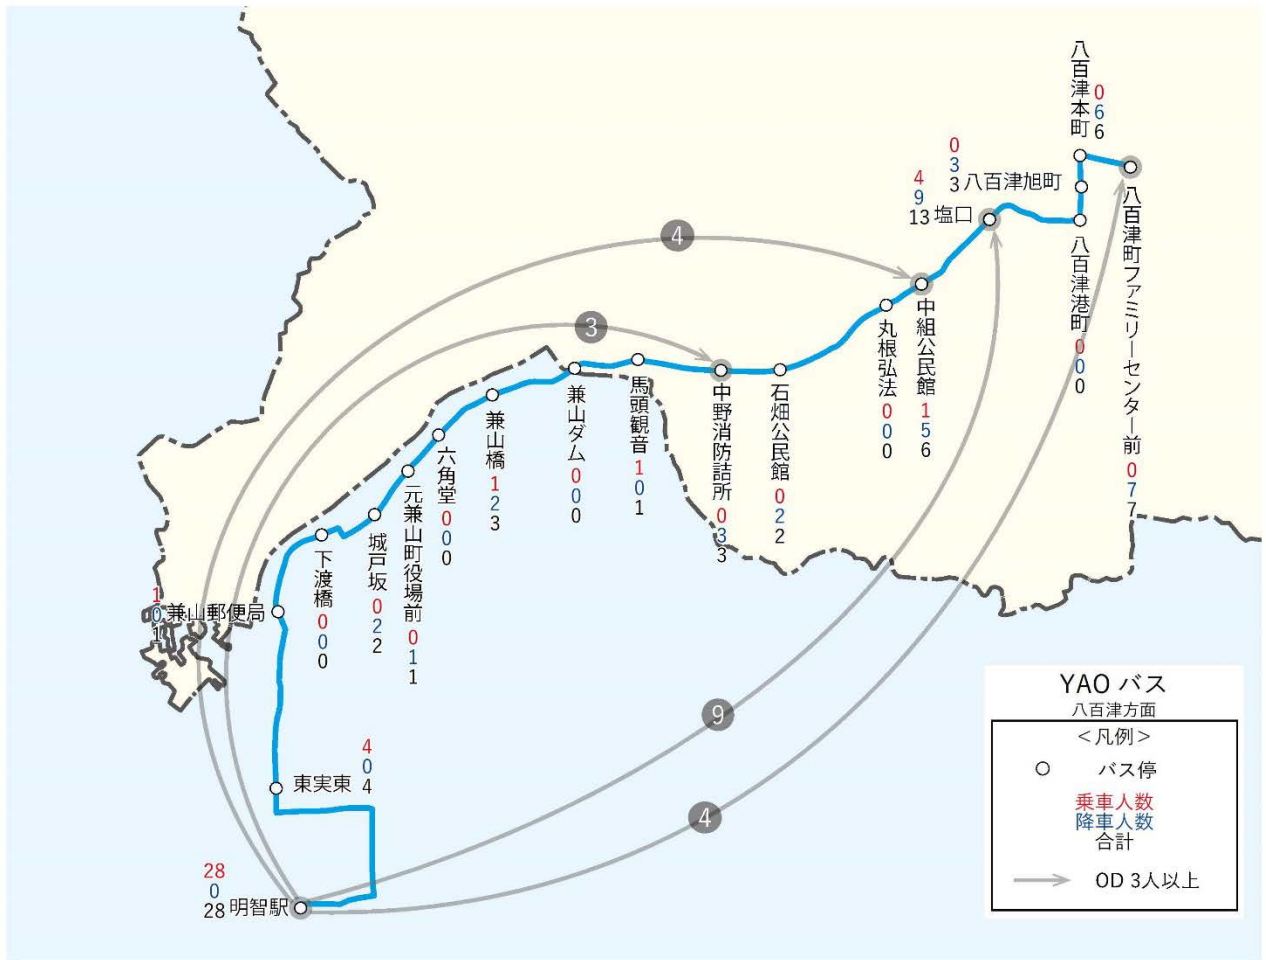 八百津本町
0
6
6
0
3
3
八百津旭町
4
9
13
塩口
八百津町ファミリーセンター前
0
7
7
八百津港町
0
0
0
中組公民館
1
5
6
丸根弘法
0
0
0
石畑公民館
0
2
2
中野消防詰所
0
3
3
馬頭観音
1
0
1
兼山ダム
0
0
0
兼山橋
1
2
3
六角堂
0
0
0
元兼山町役場前
0
1
1
城戸坂
0
2
2
下渡橋
0
0
0
1
0
1
兼山郵便局
4
0
4
東実東
28
0
28
明智駅
4
3
9
4
YAO バス
八百津方面
<凡例>
バス停
乗車人数
降車人数
合計
OD 3人以上